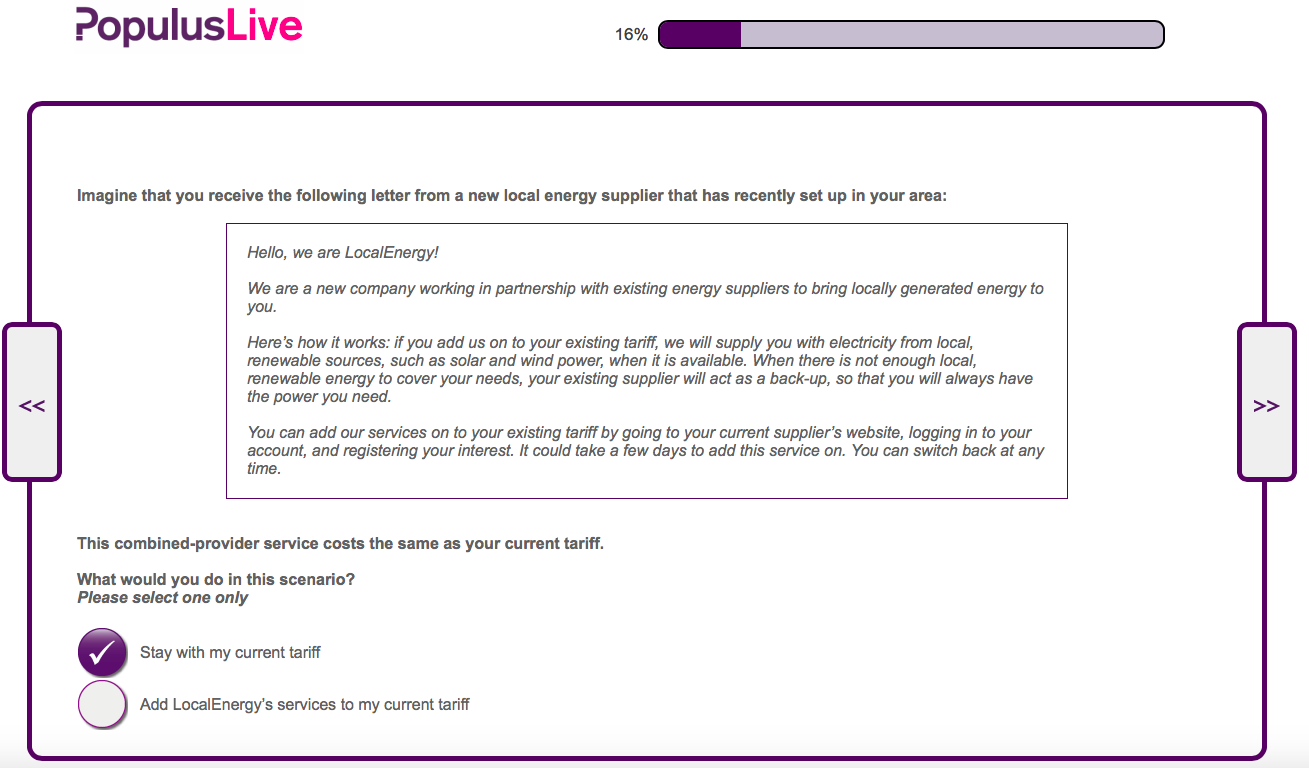 PopulusLive
16%
Imagine that you receive the following letter from a new local energy supplier that has recently set up in your area:
Hello, we are LocalEnergy!
We are a new company working in partnership with existing energy suppliers to bring locally generated energy to
you.
Here's how it works: if you add us on to your existing tariff, we will supply you with electricity from local,
renewable sources, such as solar and wind power, when it is available. When there is not enough local,
renewable energy to cover your needs, your existing supplier will act as a back-up, so that you will always have
the power you need.
<<
>>
You can add our services on to your existing tariff by going to your current supplier's website, logging in to your
account, and registering your interest. It could take a few days to add this service on. You can switch back at any
time.
This combined-provider service costs the same as your current tariff.
What would you do in this scenario?
Please select one only
Stay with my current tariff
Add LocalEnergy's services to my current tariff